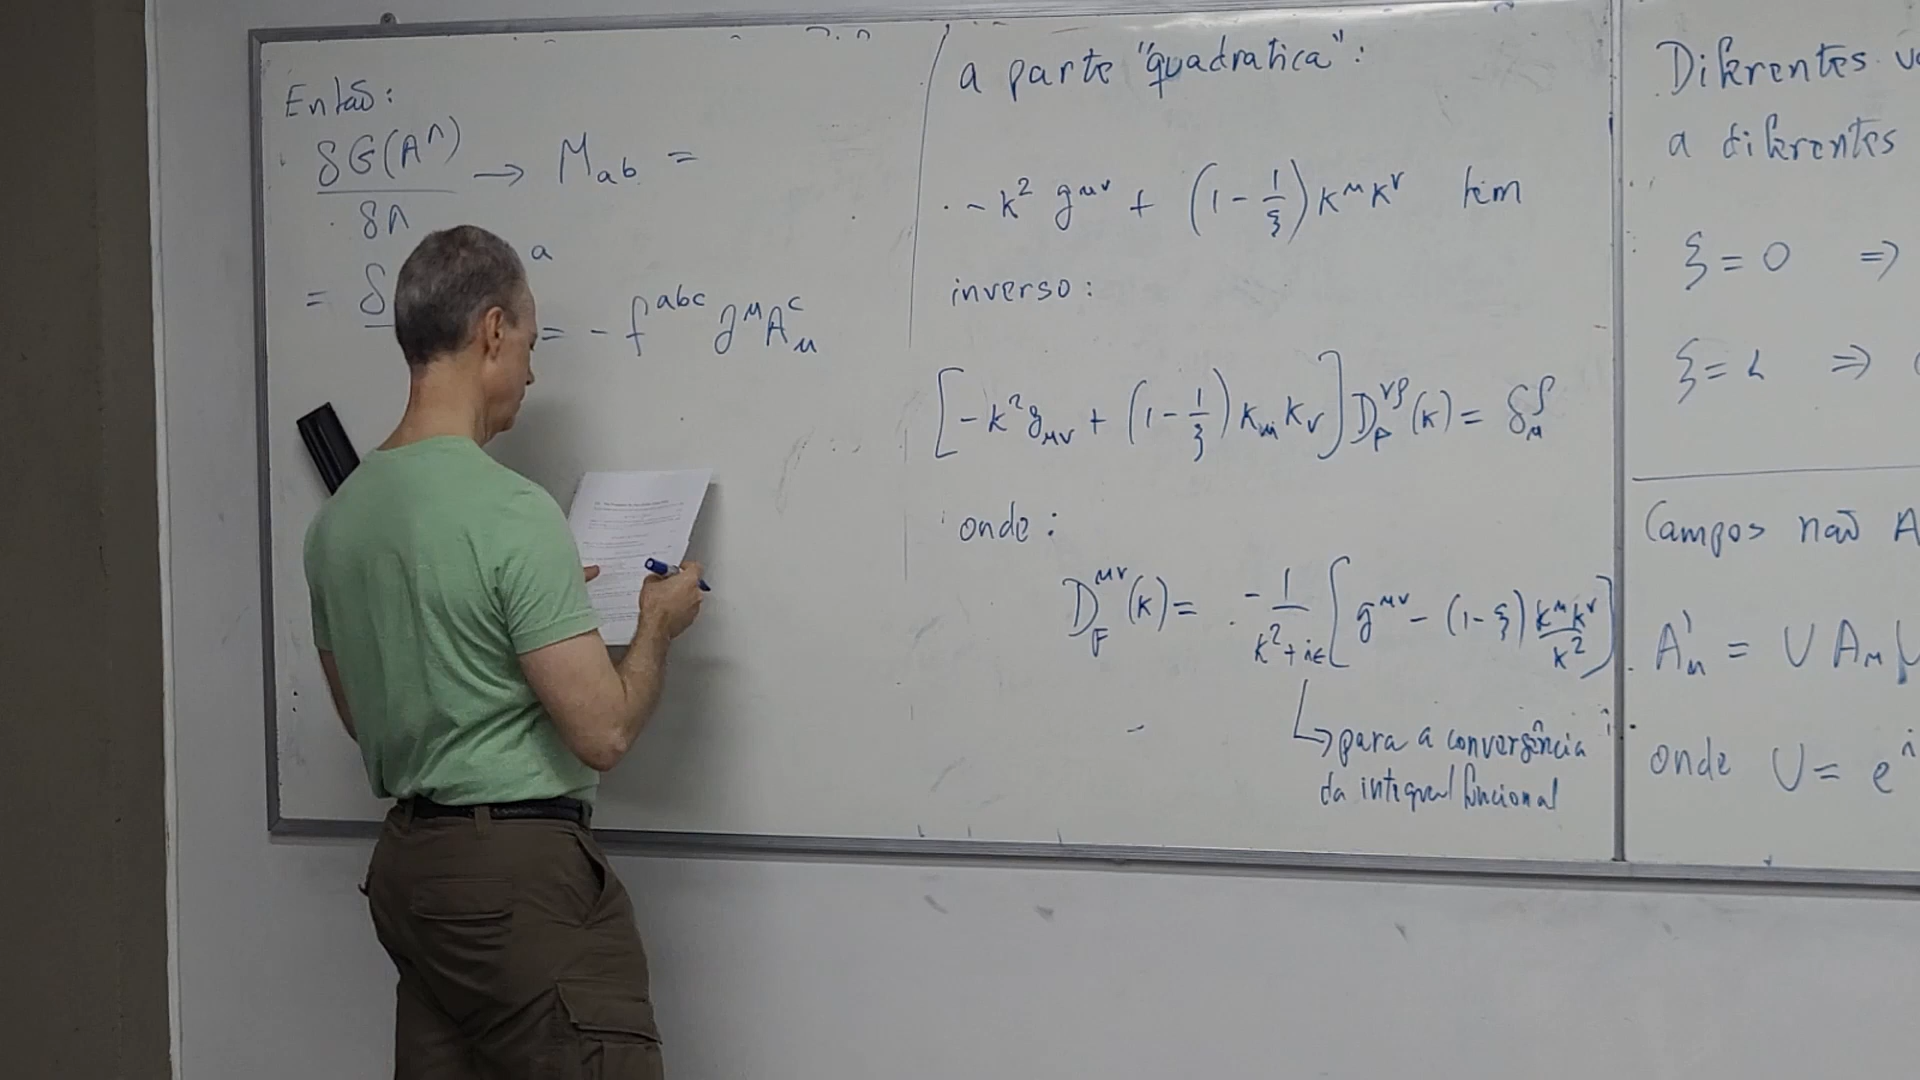 Então:
δG(A^Λ)/δΛ → M_ab =
= δ a = - f^abc ∂^μ A^c_μ
a parte "quadratica":
- k² g^μν + (1 - 1/ξ) k^μ k^ν tem
inverso:
[-k² g_μν + (1 - 1/ξ) k_μ k_ν] D_F^νρ(k) = δ_μ^ρ
onde:
D_F^μν(k) = -1/(k² + iε) [g^μν - (1-ξ) k^μ k^ν/k²]
↳ para a convergência
da integral funcional
Diferentes
a diferentes
ξ = 0 ⇒
ξ = 1 ⇒
Campos não A
A'_μ = U A_μ
onde U = e^i